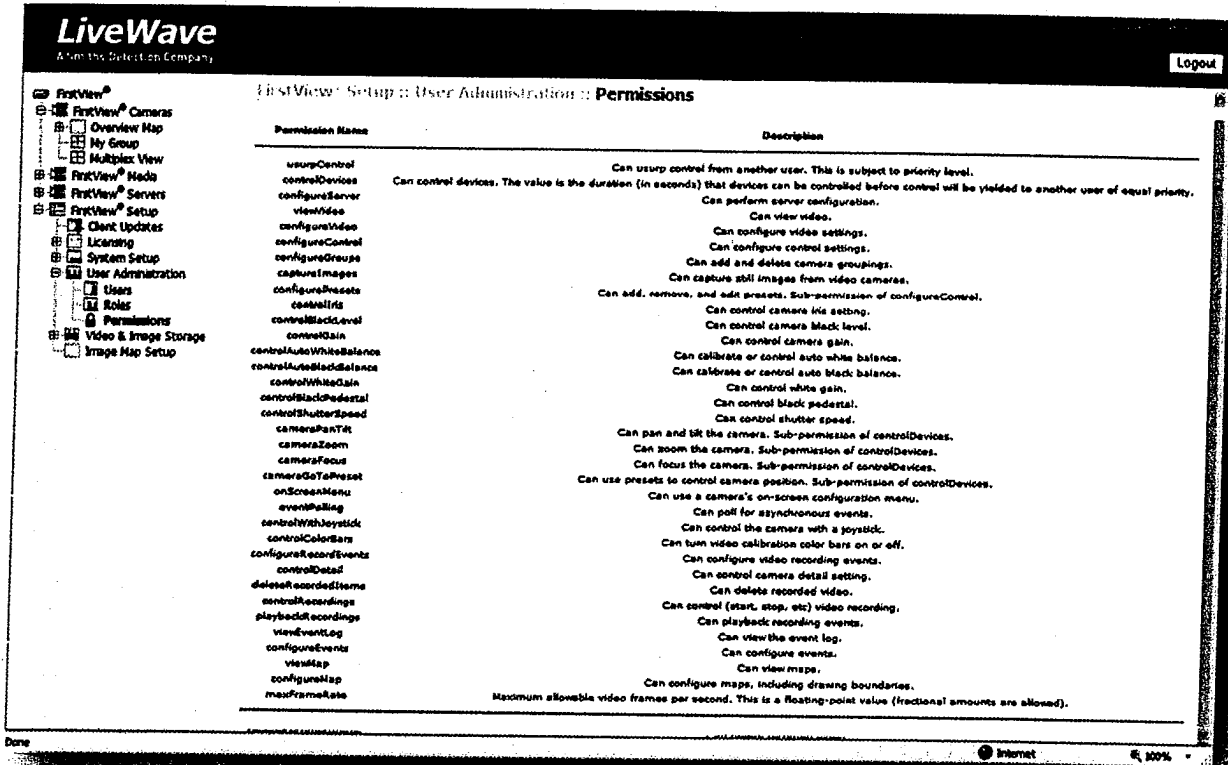 LiveWave
A Smiths Detection Company
Logout
FirstView®
FirstView® Cameras
Overview Map
My Group
Multiplex View
FirstView® Media
FirstView® Servers
FirstView® Setup
Client Updates
Licensing
System Setup
User Administration
Users
Roles
Permissions
Video & Image Storage
Image Map Setup
FirstView® Setup :: User Administration :: Permissions
Permission Name Description
usurpControl Can usurp control from another user. This is subject to priority level.
controlDevices Can control devices. The value is the duration (in seconds) that devices can be controlled before control will be yielded to another user of equal priority.
configureServer Can perform server configuration.
viewVideo Can view video.
configureVideo Can configure video settings.
configureControl Can configure control settings.
configureGroups Can add and delete camera groupings.
captureImages Can capture still images from video cameras.
configurePresets Can add, remove, and edit presets. Sub-permission of configureControl.
controlIris Can control camera iris setting.
controlBlackLevel Can control camera black level.
controlGain Can control camera gain.
controlAutoWhiteBalance Can calibrate or control auto white balance.
controlAutoBlackBalance Can calibrate or control auto black balance.
controlWhiteGain Can control white gain.
controlBlackPedestal Can control black pedestal.
controlShutterSpeed Can control shutter speed.
cameraPanTilt Can pan and tilt the camera. Sub-permission of controlDevices.
cameraZoom Can zoom the camera. Sub-permission of controlDevices.
cameraFocus Can focus the camera. Sub-permission of controlDevices.
cameraGoToPreset Can use presets to control camera position. Sub-permission of controlDevices.
onScreenMenu Can use a camera's on-screen configuration menu.
eventPolling Can poll for asynchronous events.
controlWithJoystick Can control the camera with a joystick.
controlColorBars Can turn video calibration color bars on or off.
configureRecordEvents Can configure video recording events.
controlDetail Can control camera detail setting.
deleteRecordedItems Can delete recorded video.
controlRecordings Can control (start, stop, etc) video recording.
playbackRecordings Can playback recording events.
viewEventLog Can view the event log.
configureEvents Can configure events.
viewMap Can view maps.
configureMap Can configure maps, including drawing boundaries.
maxFrameRate Maximum allowable video frames per second. This is a floating-point value (fractional amounts are allowed).
Done Internet 100%